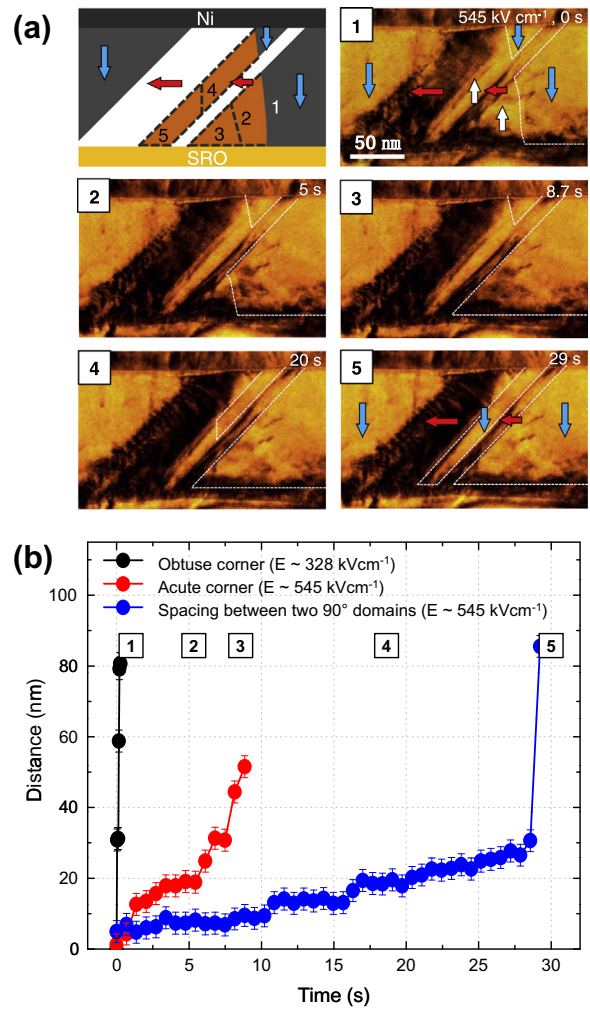 (a)
Ni
4
1
2
3
5
SRO
1
545 kV cm⁻¹, 0 s
50 nm
2
5 s
3
8.7 s
4
20 s
5
29 s
(b)
Obtuse corner (E ~ 328 kVcm⁻¹)
Acute corner (E ~ 545 kVcm⁻¹)
Spacing between two 90° domains (E ~ 545 kVcm⁻¹)
1
2
3
4
5
100
80
60
40
20
0
Distance (nm)
0
5
10
15
20
25
30
Time (s)